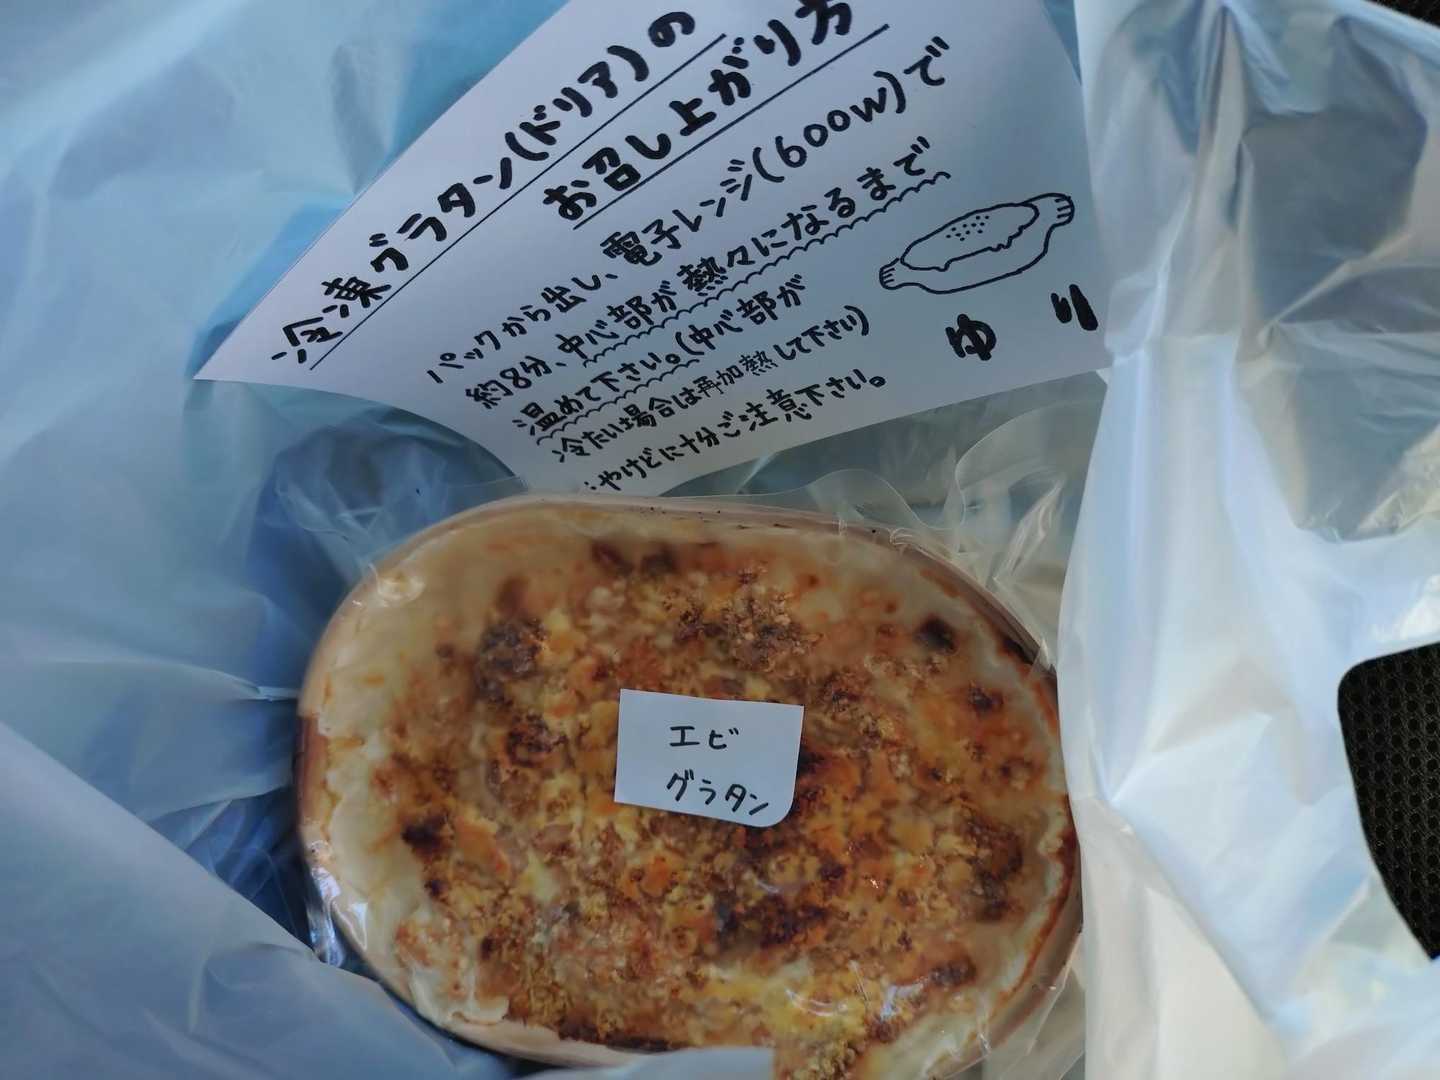 冷凍グラタン(ドリア)の
お召し上がり方
パックから出し、電子レンジ(600w)で
約8分、中心部が熱々になるまで
温めて下さい。(中心部が
冷たい場合は再加熱して下さい)
やけどに十分ご注意下さい。
ゆり
エビ
グラタン